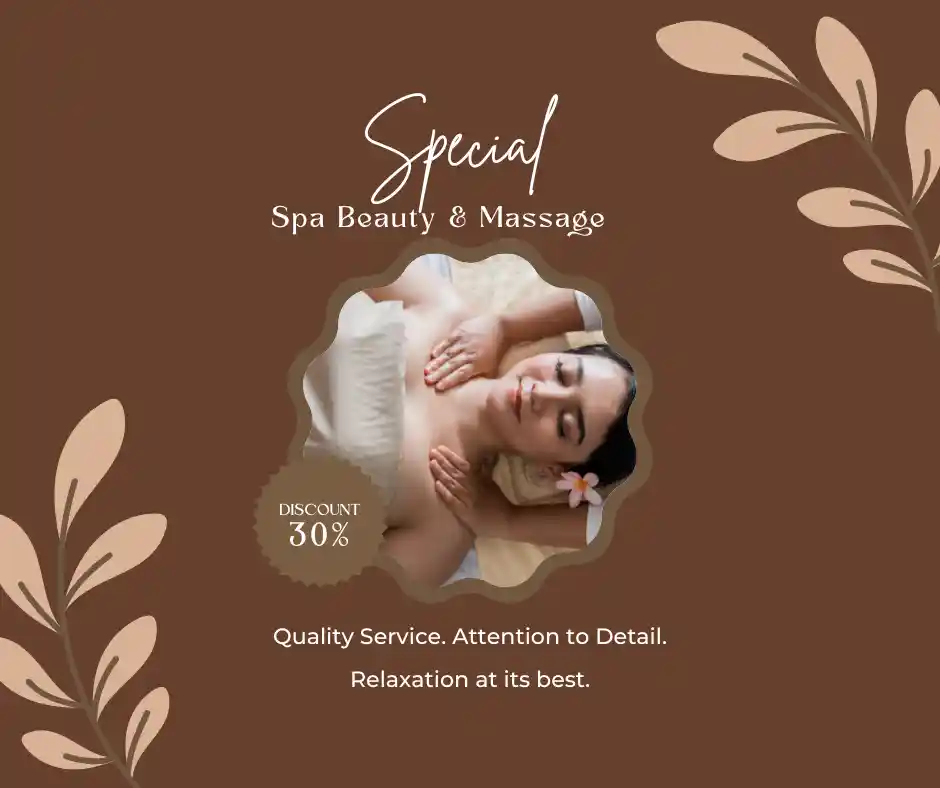 Special
Spa Beauty & Massage
DISCOUNT
30%
Quality Service. Attention to Detail.
Relaxation at its best.